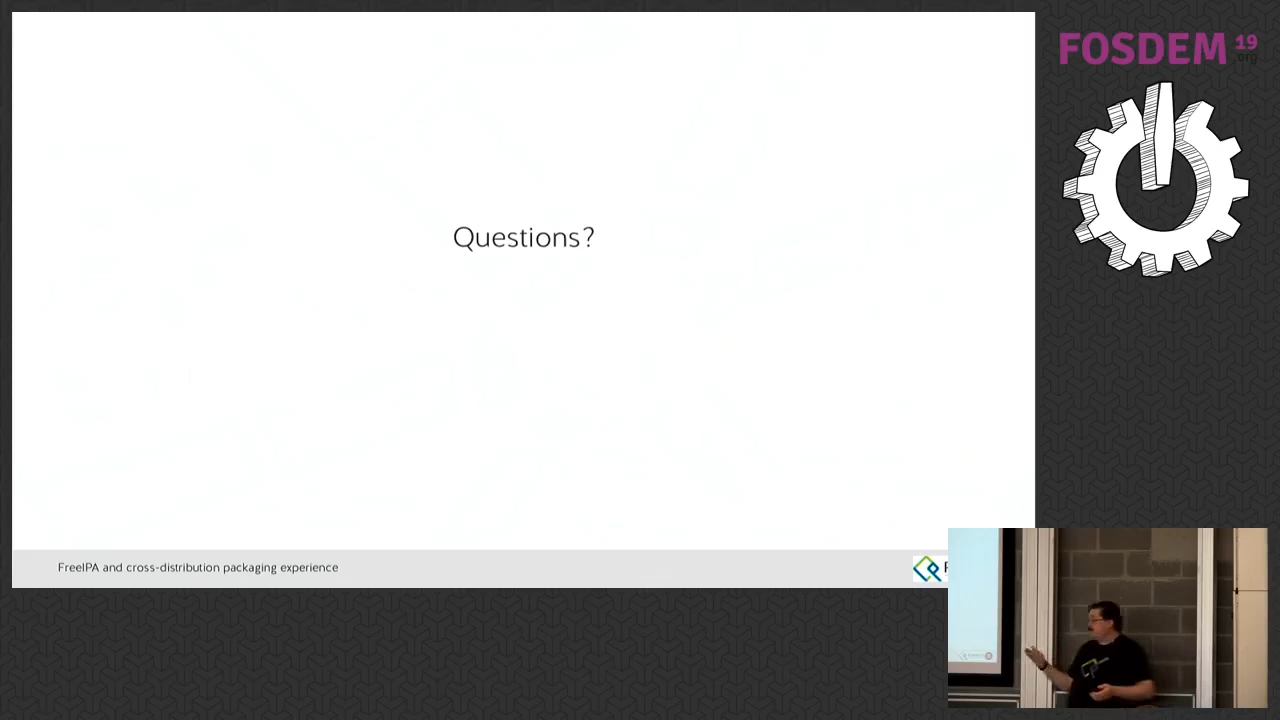 Questions?
FreeIPA and cross-distribution packaging experience
FOSDEM 19
.org